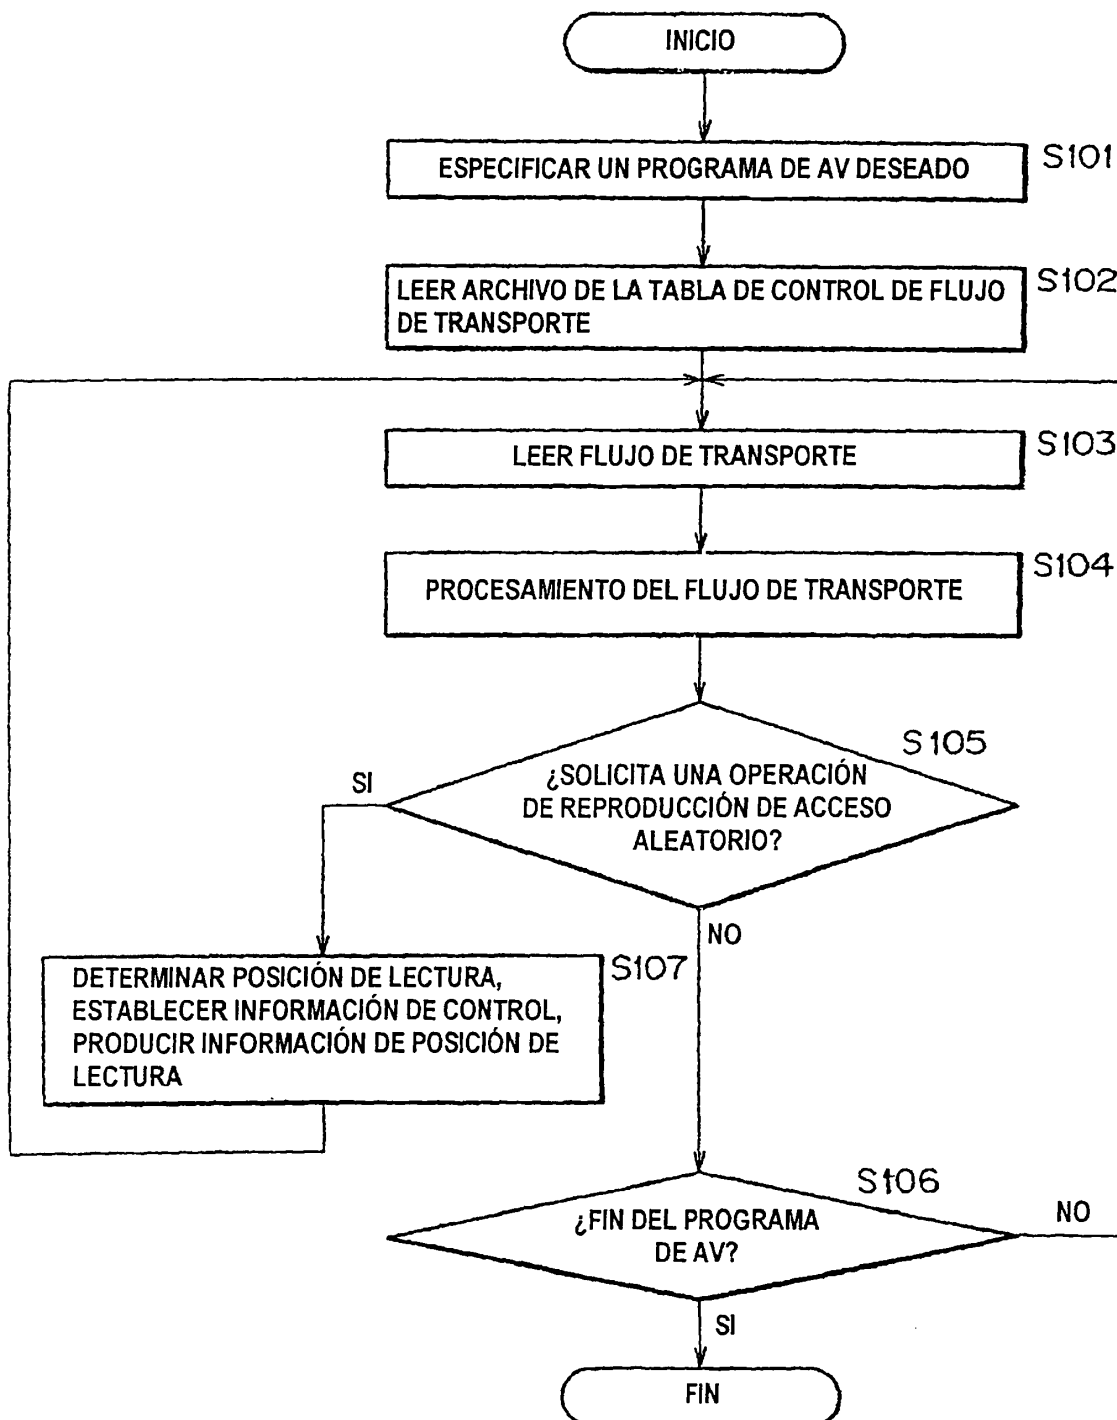 INICIO
ESPECIFICAR UN PROGRAMA DE AV DESEADO
S101
LEER ARCHIVO DE LA TABLA DE CONTROL DE FLUJO
DE TRANSPORTE
S102
LEER FLUJO DE TRANSPORTE
S103
PROCESAMIENTO DEL FLUJO DE TRANSPORTE
S104
S105
¿SOLICITA UNA OPERACIÓN
DE REPRODUCCIÓN DE ACCESO
ALEATORIO?
SI
NO
DETERMINAR POSICIÓN DE LECTURA,
ESTABLECER INFORMACIÓN DE CONTROL,
PRODUCIR INFORMACIÓN DE POSICIÓN DE
LECTURA
S107
S106
¿FIN DEL PROGRAMA
DE AV?
NO
SI
FIN